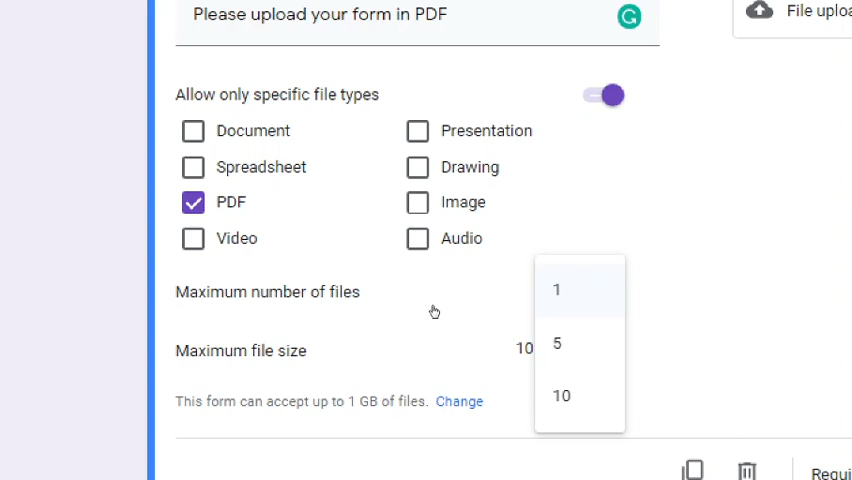 Please upload your form in PDF
File uploa
Allow only specific file types
Document
Presentation
Spreadsheet
Drawing
PDF
Image
Video
Audio
Maximum number of files
1
5
10
Maximum file size
10
This form can accept up to 1 GB of files. Change
Requi